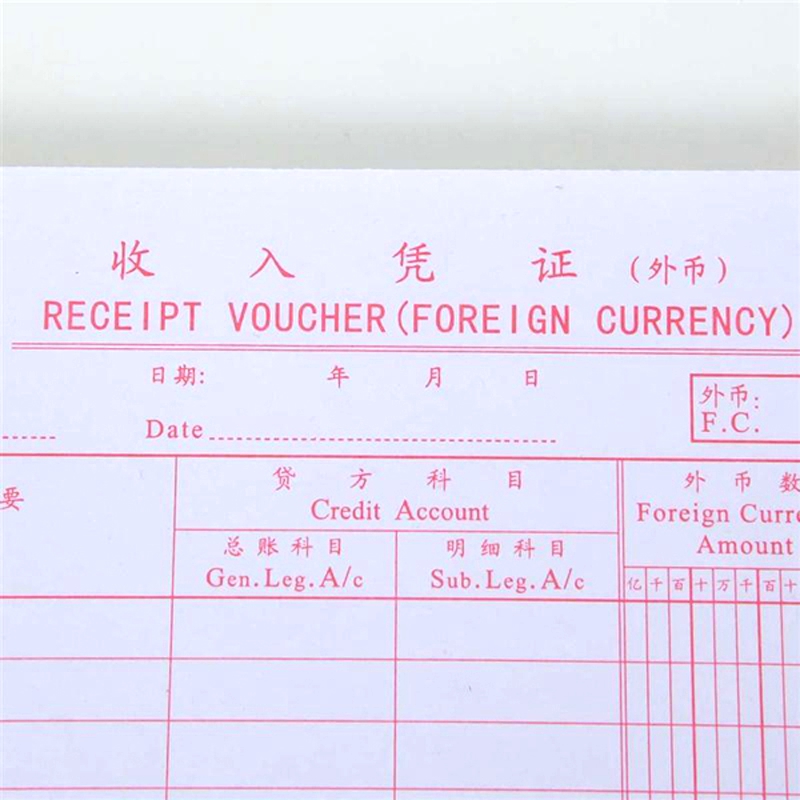 收入凭证(外币)
RECEIPT VOUCHER(FOREIGN CURRENCY)
日期: 年 月 日
Date
外币:
F.C.
要
贷方科目
Credit Account
外币数
Foreign Curre
Amount
总账科目
Gen.Leg.A/c
明细科目
Sub.Leg.A/c
亿千百十万千百十